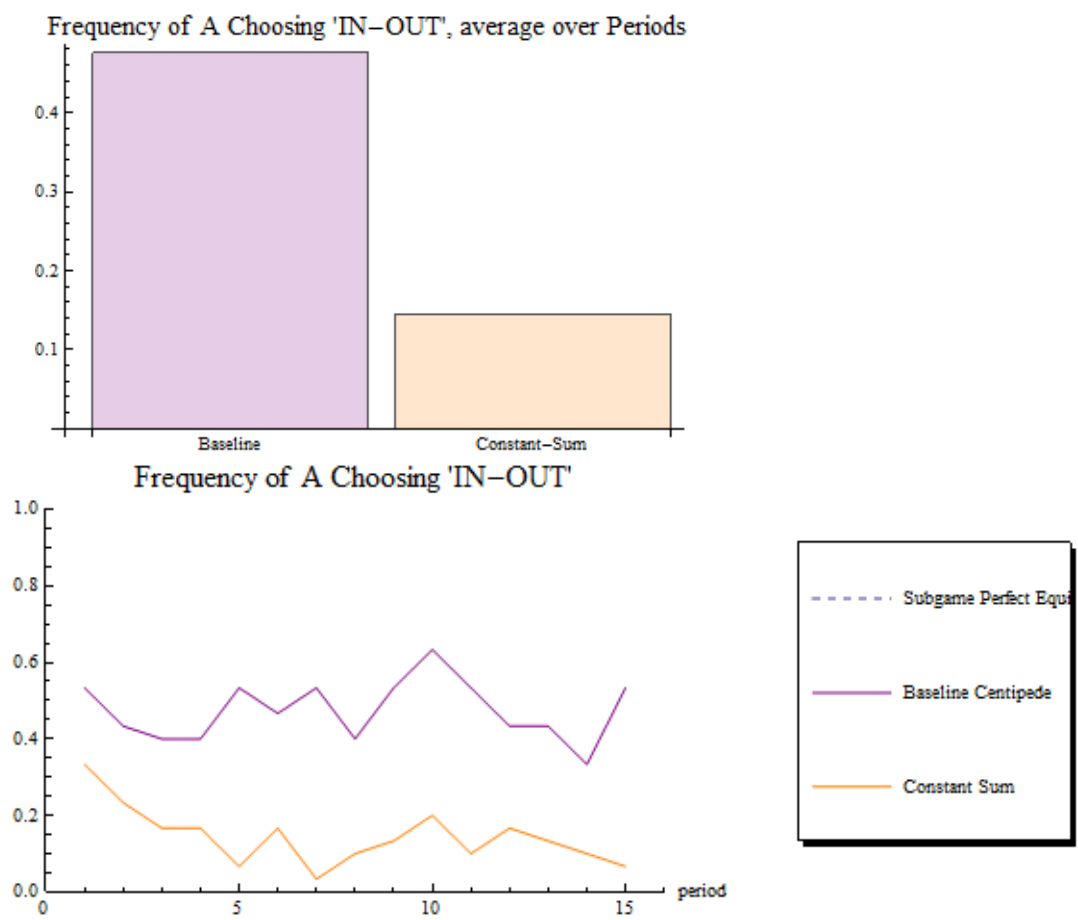 Frequency of A Choosing 'IN−OUT', average over Periods
0.4
0.3
0.2
0.1
Baseline
Constant−Sum
Frequency of A Choosing 'IN−OUT'
1.0
0.8
0.6
0.4
0.2
0.0
0
5
10
15
period
Subgame Perfect Equi
Baseline Centipede
Constant Sum